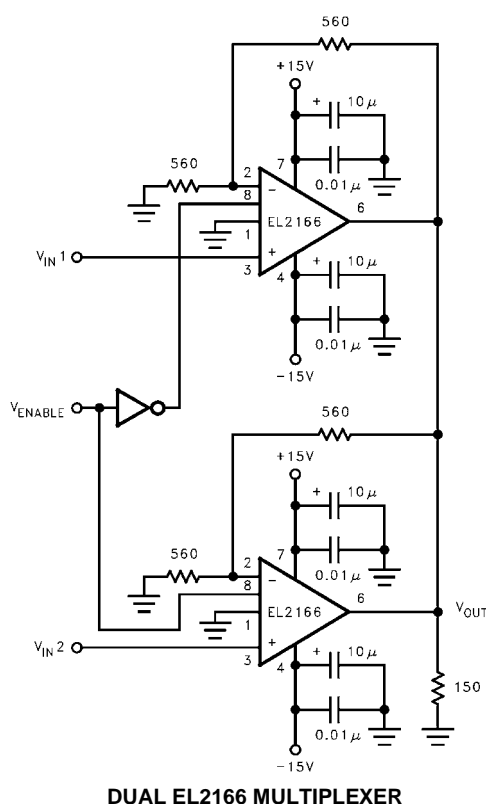 560
+15V
+ 10μ
560
2
7
0.01μ
8
−
6
EL2166
1
+
V_IN 1
3
4
+ 10μ
0.01μ
−15V
V_ENABLE
560
+15V
+ 10μ
560
2
7
0.01μ
8
−
6
EL2166
V_OUT
1
+
V_IN 2
3
4
+ 10μ
150
0.01μ
−15V
DUAL EL2166 MULTIPLEXER